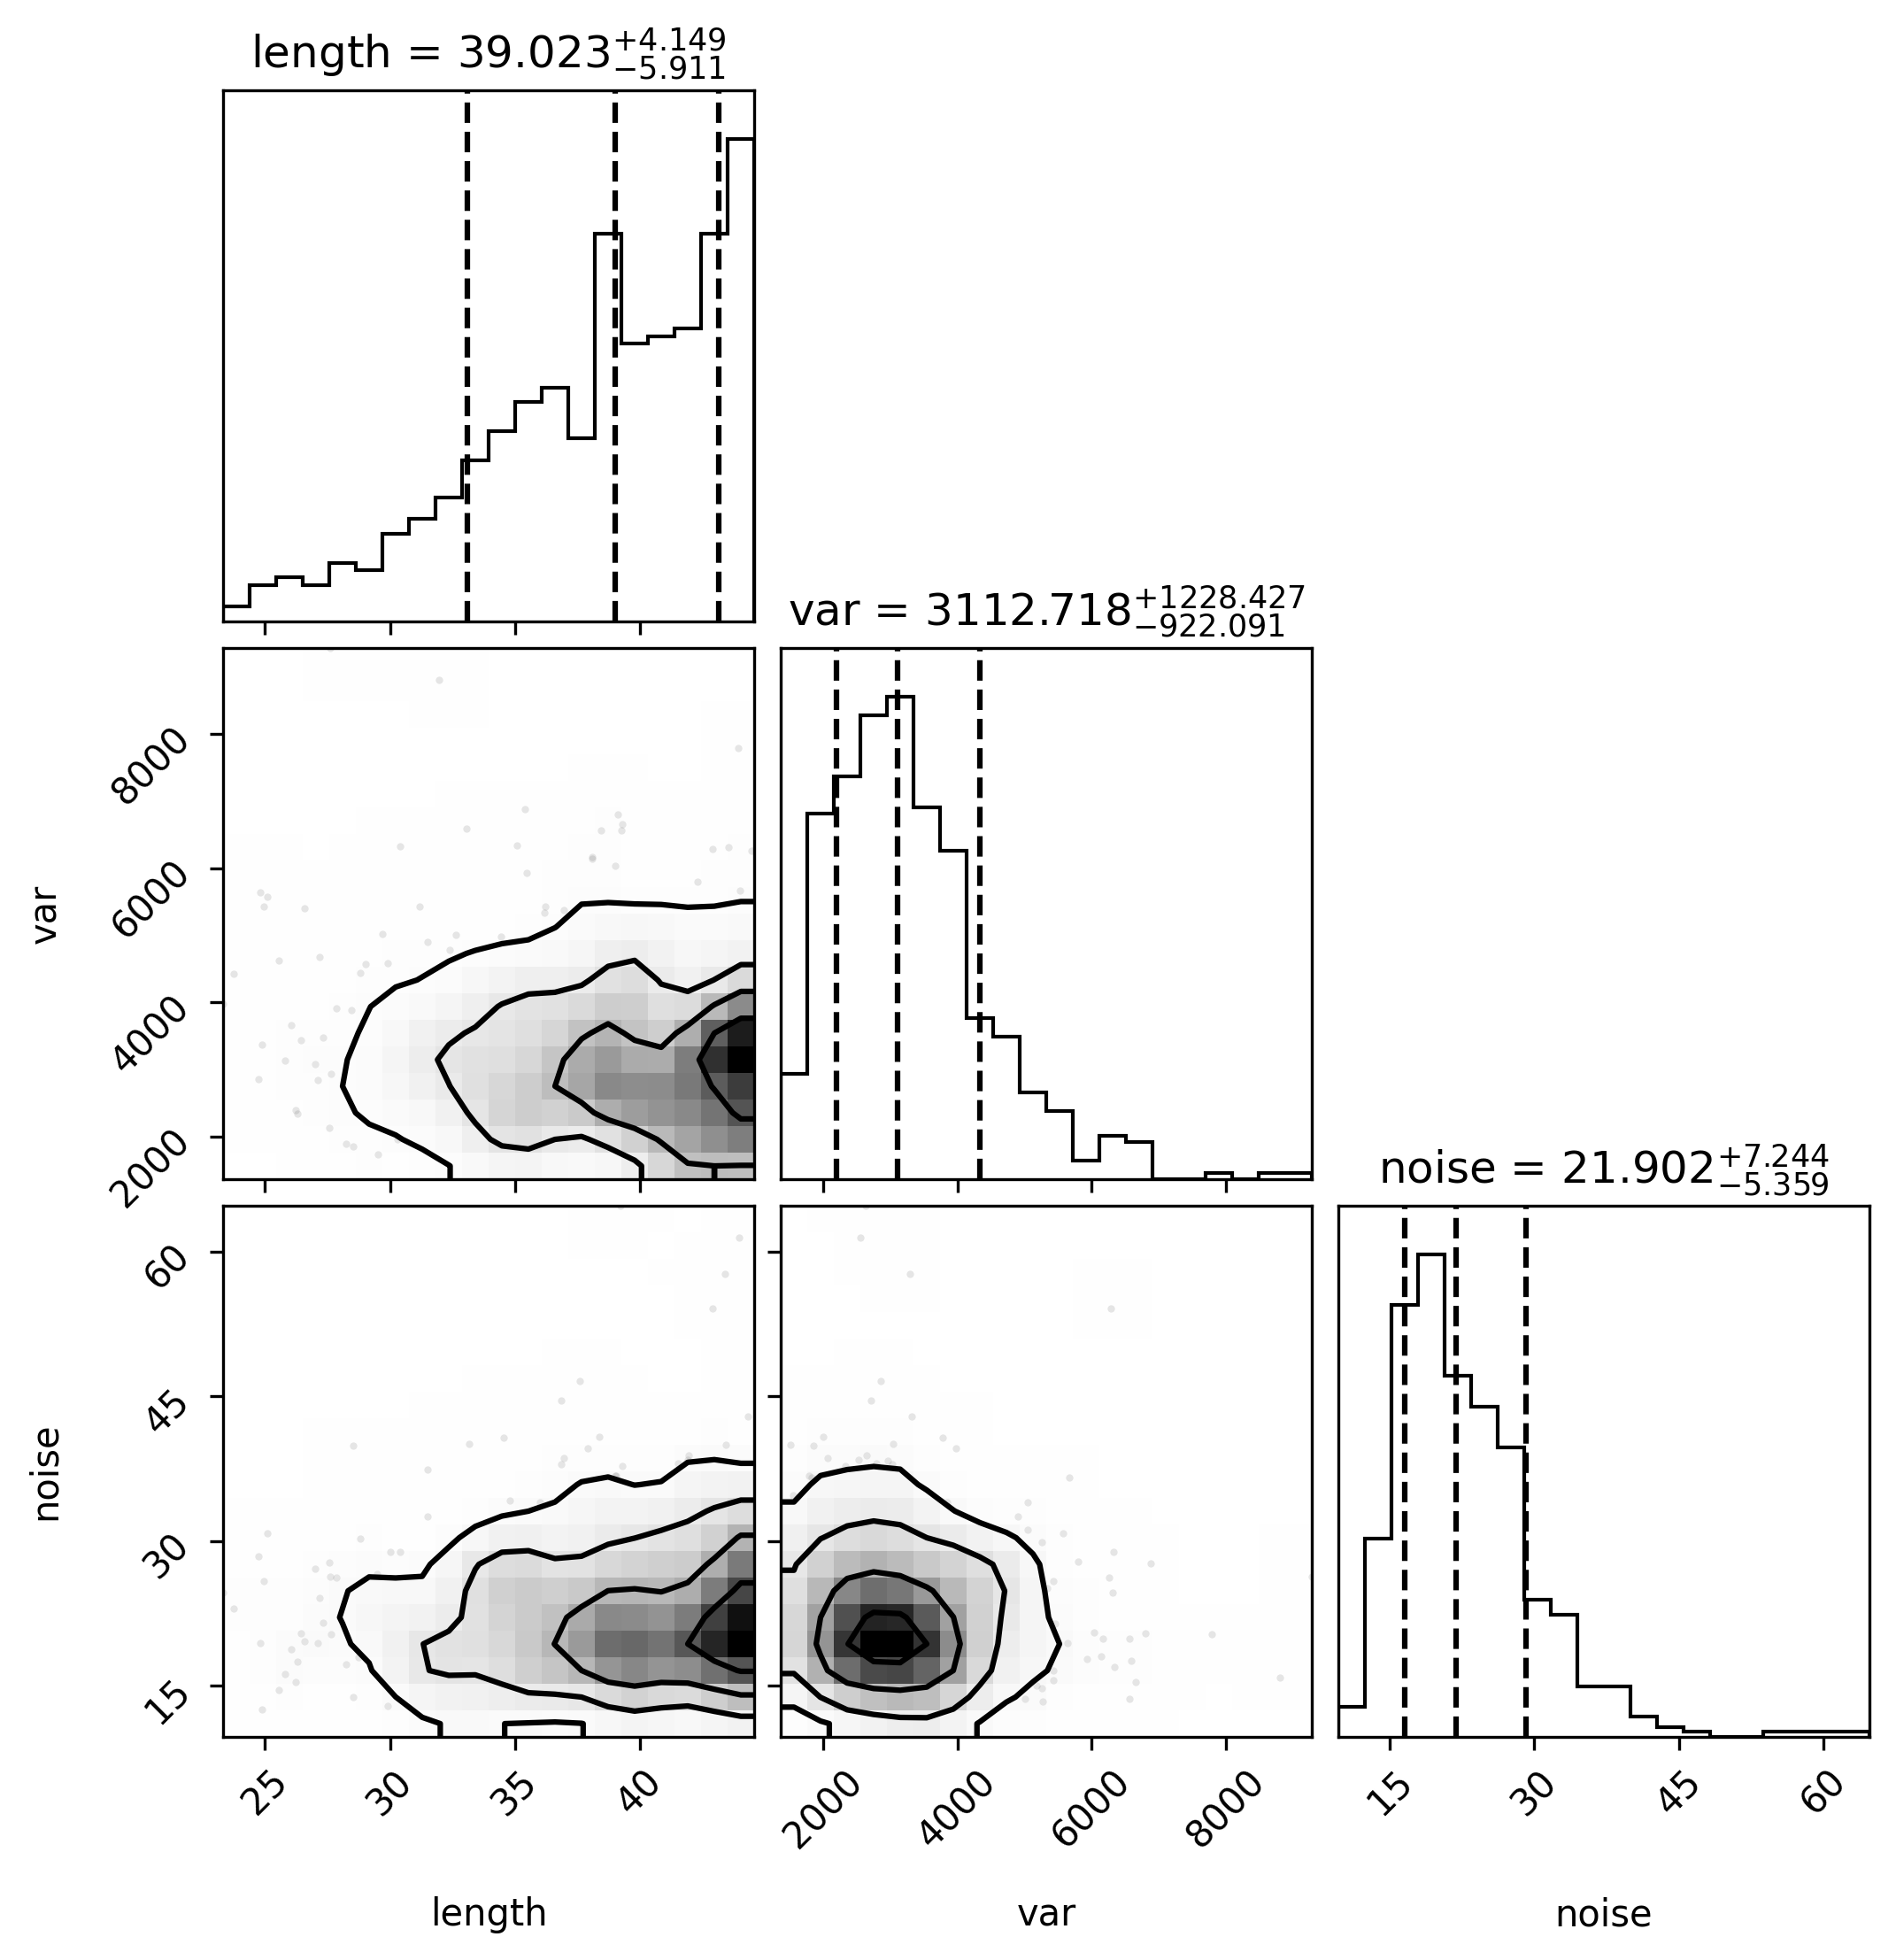 length = 39.023+4.149−5.911
var = 3112.718+1228.427−922.091
8000
6000
4000
2000
var
noise = 21.902+7.244−5.359
60
45
30
15
noise
25 30 35 40 2000 4000 6000 8000 15 30 45 60
length var noise